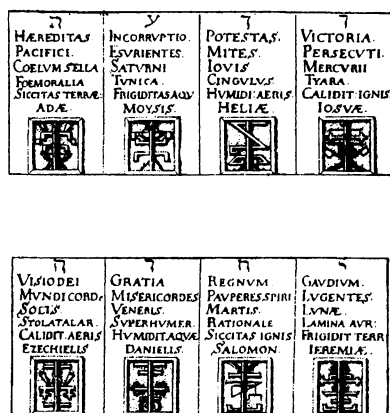 ה
HÆREDITAS
PACIFICI.
COELUM STELLA
FOEMORALIA
SICCITAS TERRÆ
ADÆ.
ע
INCORRVPTIO.
ESVRIENTES.
SATVRNI
TVNICA.
FRIGIDITAS AQV
MOYSIS.
POTESTAS.
MITES,
IOVIS
CINGVLVS.
HVMIDI: AERIS
HELIÆ.
VICTORIA.
PERSECVTI.
MERCVRII
TYARA.
CALIDIT: IGNIS
IOSVÆ.
ה
VISIO DEI
MVNDI CORD,
SOLIS.
STOLA TALAR.
CALIDIT. AERIS
EZECHIELIS
GRATIA
MISERICORDES
VENERIS.
SVPERHVMER.
HVMIDIT AQVÆ
DANIELIS.
REGNVM.
PAVPERES.SPIRI
MARTIS.
RATIONALE
SICCITAS IGNIS
SALOMON.
י
GAVDIVM.
LVGENTES.
LVNÆ.
LAMINA AVR:
FRIGIDIT TERR
IEREMIÆ.